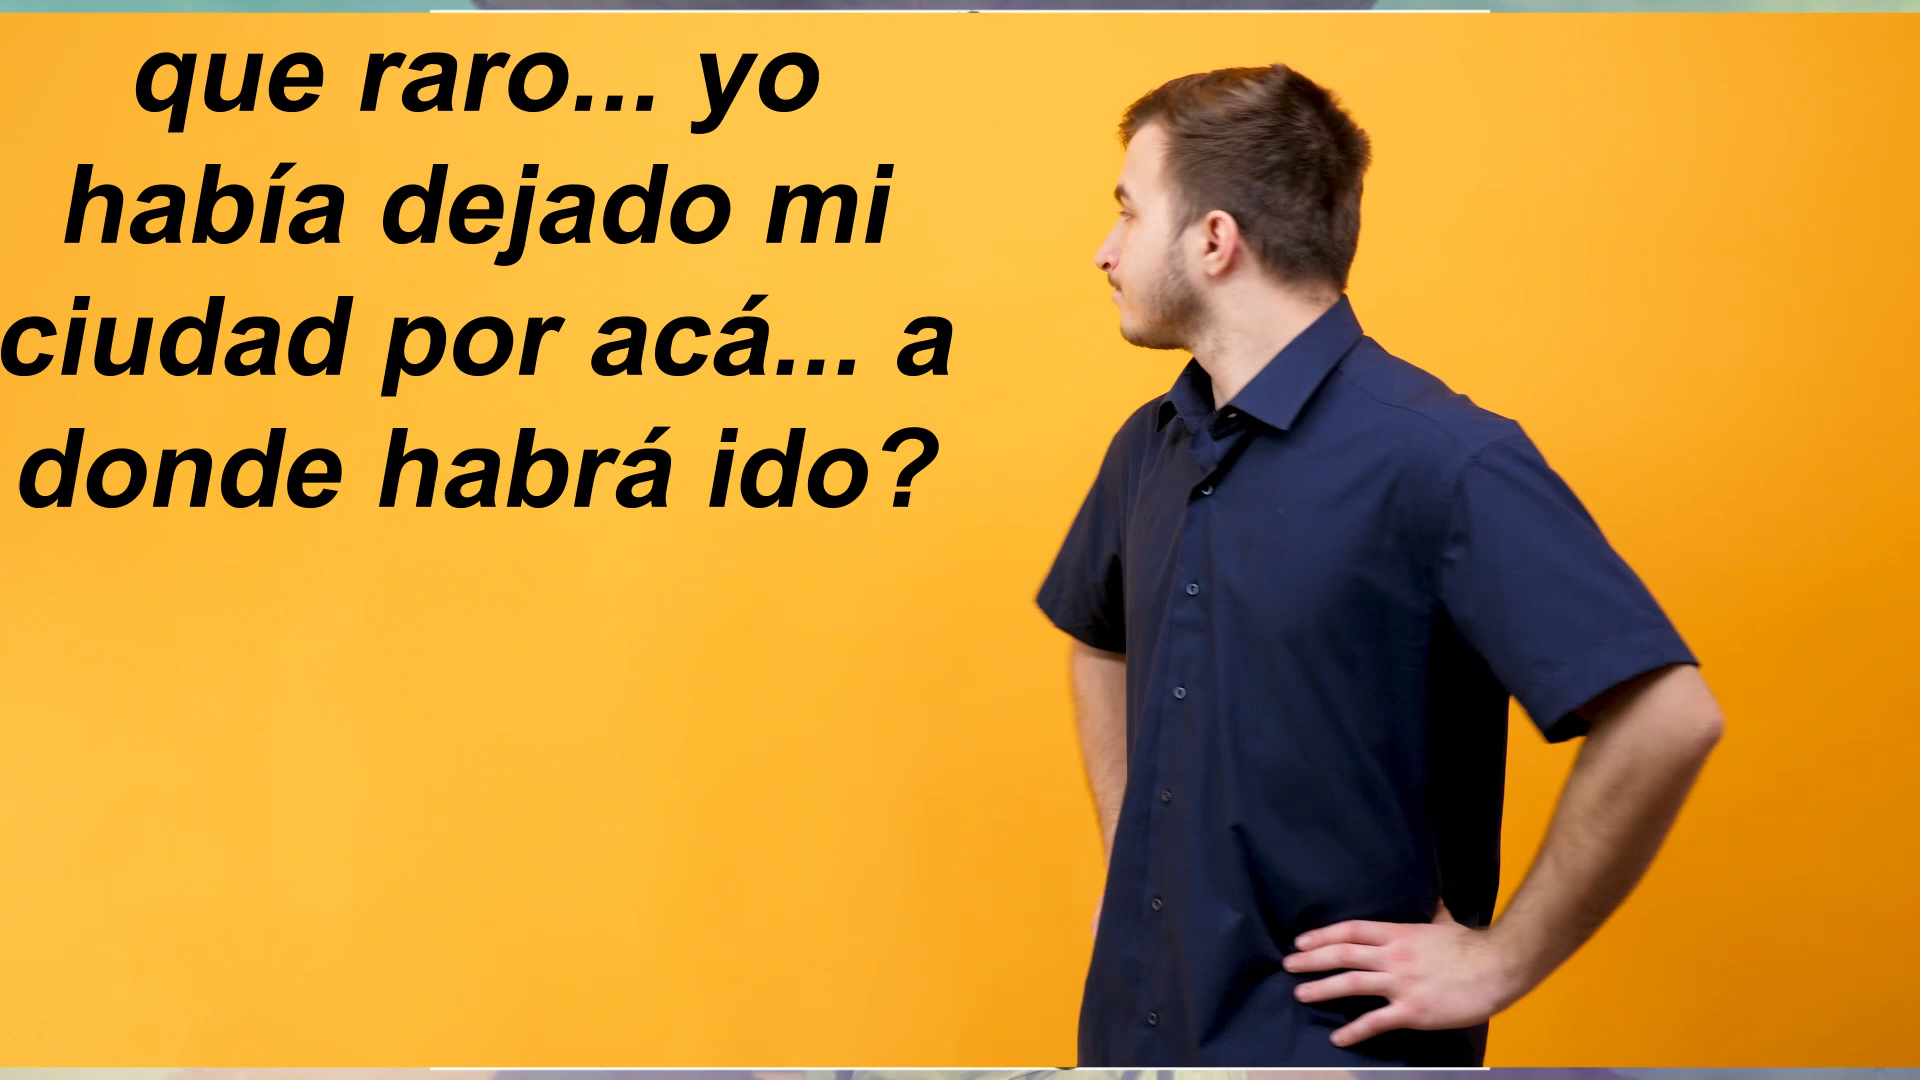 que raro... yo
había dejado mi
ciudad por acá... a
donde habrá ido?